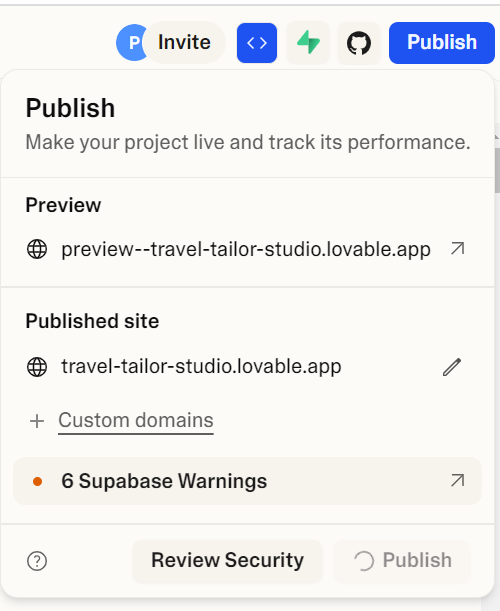 P Invite Publish
Publish
Make your project live and track its performance.
Preview
preview--travel-tailor-studio.lovable.app
Published site
travel-tailor-studio.lovable.app
+ Custom domains
6 Supabase Warnings
? Review Security Publish